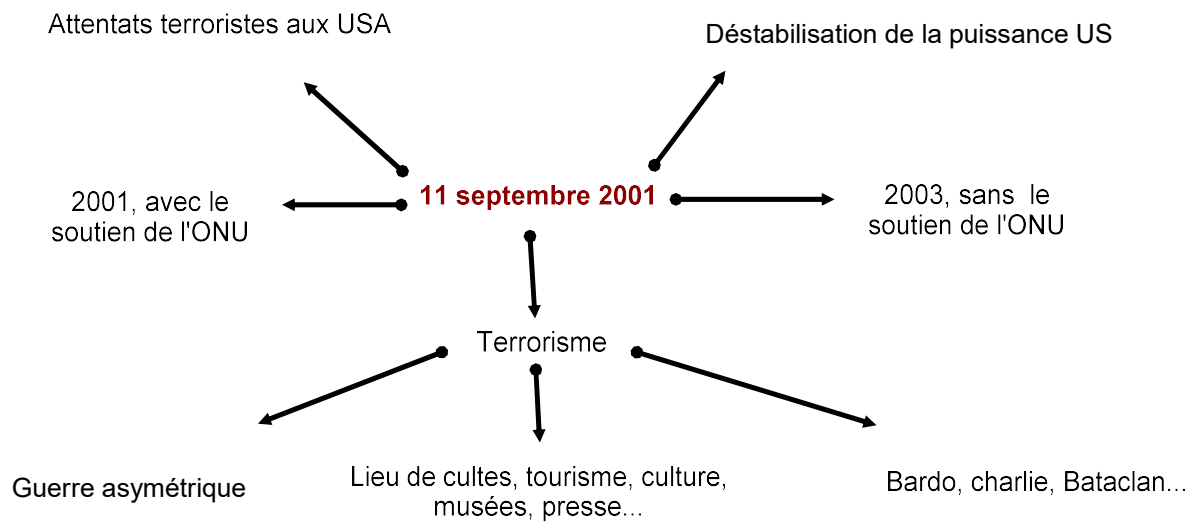 Attentats terroristes aux USA
Déstabilisation de la puissance US
2001, avec le
soutien de l'ONU
11 septembre 2001
2003, sans le
soutien de l'ONU
Terrorisme
Guerre asymétrique
Lieu de cultes, tourisme, culture,
musées, presse...
Bardo, charlie, Bataclan...